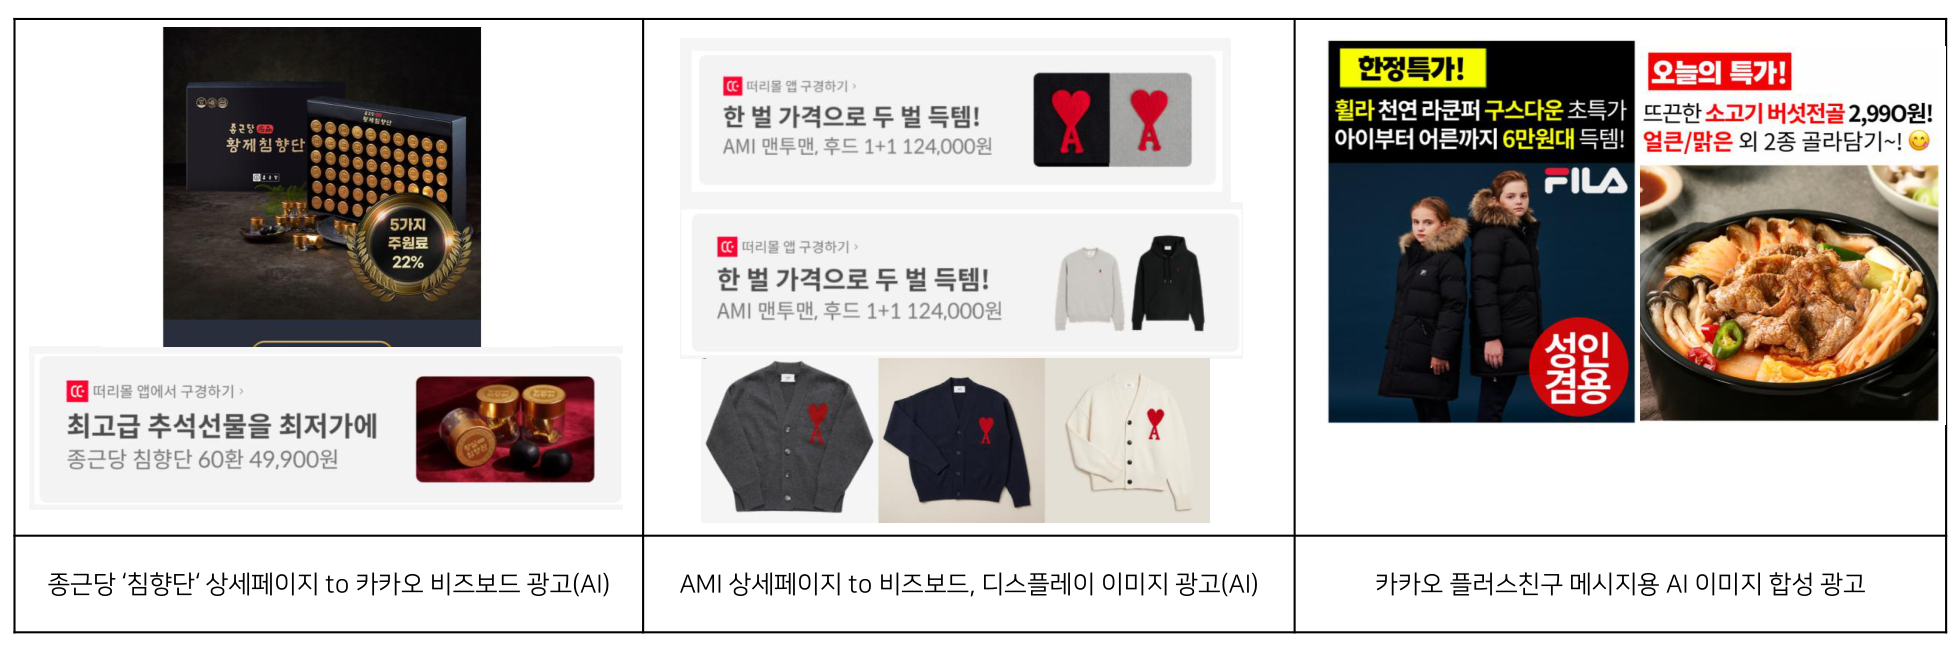 종근당
황제침향단
종근당
황제침향단
종근당
5가지
주원료
22%
떠리몰 앱에서 구경하기 ›
최고급 추석선물을 최저가에
종근당 침향단 60환 49,900원
떠리몰 앱 구경하기 ›
한 벌 가격으로 두 벌 득템!
AMI 맨투맨, 후드 1+1 124,000원
A
A
떠리몰 앱 구경하기 ›
한 벌 가격으로 두 벌 득템!
AMI 맨투맨, 후드 1+1 124,000원
A
A
A
한정특가!
휠라 천연 라쿤퍼 구스다운 초특가
아이부터 어른까지 6만원대 득템!
FILA
성인
겸용
오늘의 특가!
뜨끈한 소고기 버섯전골 2,990원!
얼큰/맑은 외 2종 골라담기~! 😋
종근당 ‘침향단‘ 상세페이지 to 카카오 비즈보드 광고(AI)
AMI 상세페이지 to 비즈보드, 디스플레이 이미지 광고(AI)
카카오 플러스친구 메시지용 AI 이미지 합성 광고